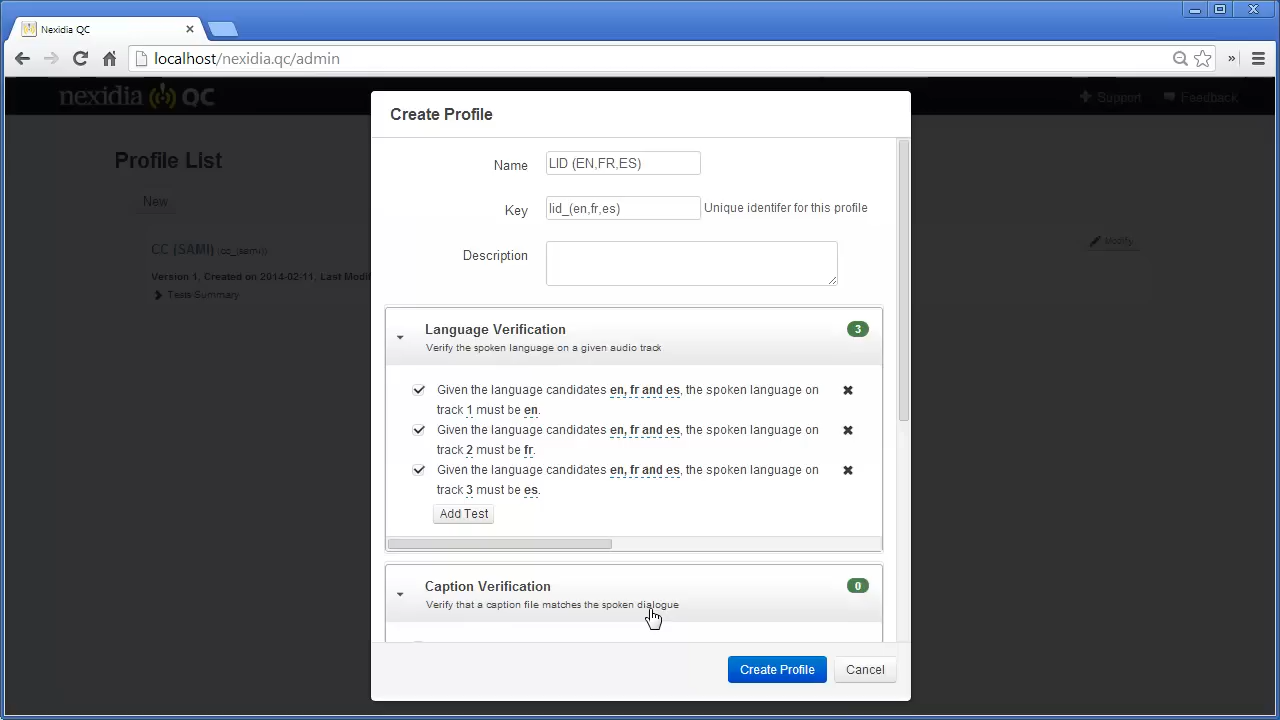 Nexidia QC
localhost/nexidia.qc/admin
nexidia QC
Support
Feedback
Create Profile
Profile List
New
Name
LID (EN,FR,ES)
Key
lid_(en,fr,es)
Unique identifer for this profile
Description
CC (SAMI) (cc_(sami))
Modify
Version 1, Created on 2014-02-11, Last Modif
Tests Summary
Language Verification
3
Verify the spoken language on a given audio track
Given the language candidates en, fr and es, the spoken language on
track 1 must be en.
Given the language candidates en, fr and es, the spoken language on
track 2 must be fr.
Given the language candidates en, fr and es, the spoken language on
track 3 must be es.
Add Test
Caption Verification
0
Verify that a caption file matches the spoken dialogue
Create Profile
Cancel